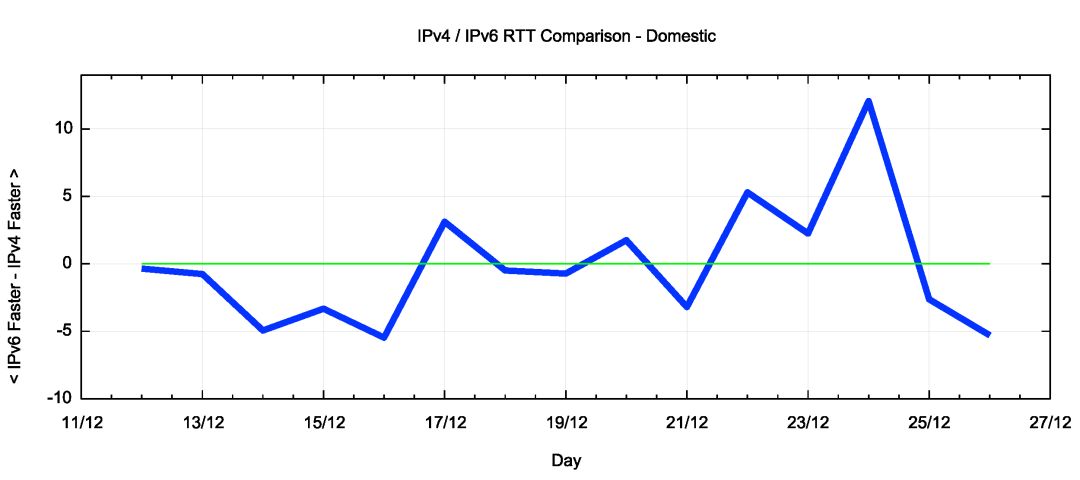 IPv4 / IPv6 RTT Comparison - Domestic
< IPv6 Faster - IPv4 Faster >
10
5
0
-5
-10
11/12 13/12 15/12 17/12 19/12 21/12 23/12 25/12 27/12
Day